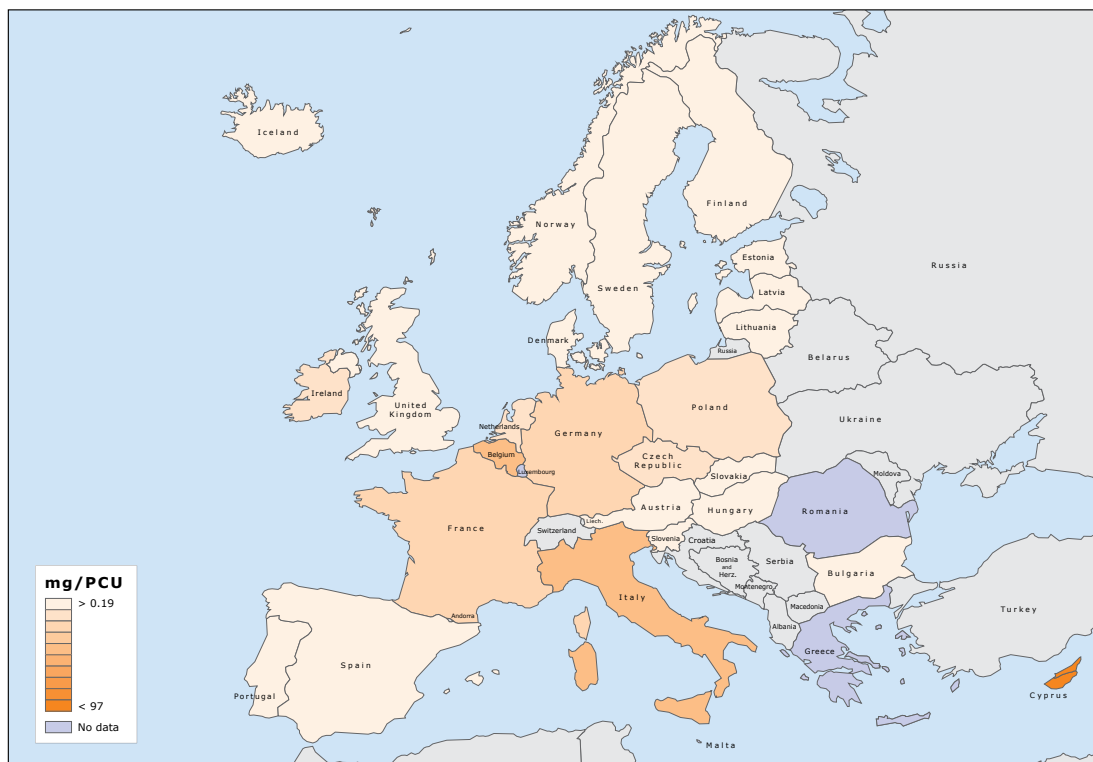 Iceland
Norway
Finland
Sweden
Estonia
Russia
Latvia
Lithuania
Denmark
Russia
Belarus
Ireland
United
Kingdom
Poland
Ukraine
Netherlands
Germany
Belgium
Czech
Republic
Luxembourg
Slovakia
Moldova
Austria
Hungary
Romania
France
Liech.
Switzerland
Slovenia
Croatia
Bosnia
and
Herz.
Serbia
Bulgaria
Montenegro
Italy
Macedonia
Andorra
Albania
Turkey
Greece
Spain
Portugal
Cyprus
Malta
mg/PCU
> 0.19
< 97
No data